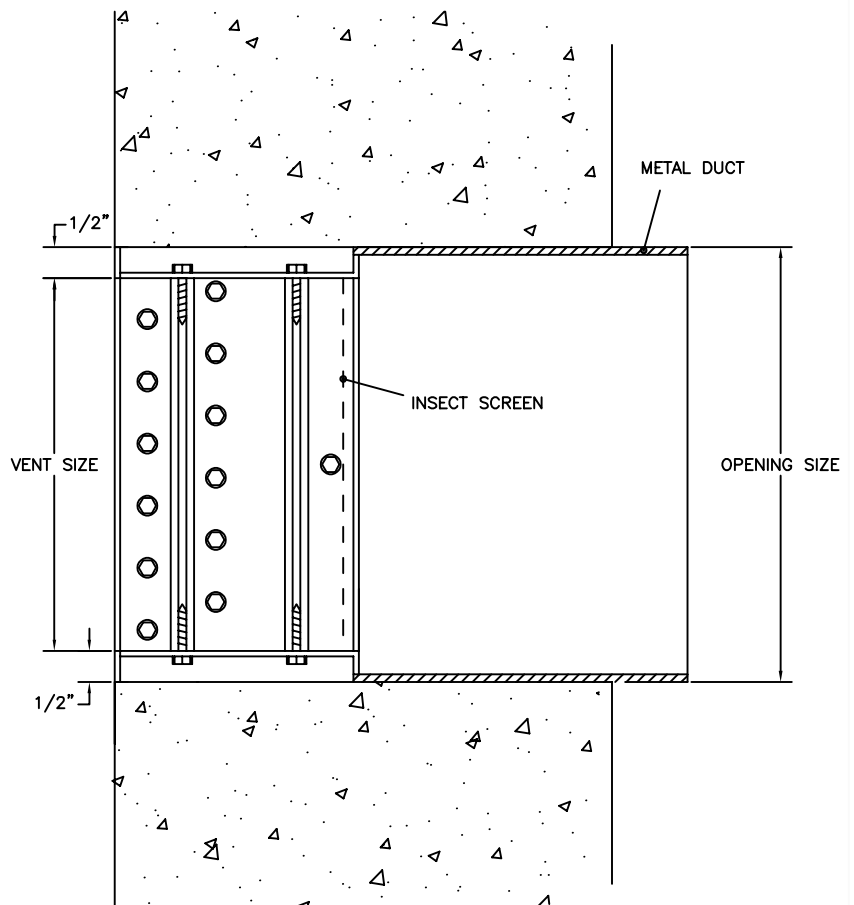 METAL DUCT
1/2”
INSECT SCREEN
VENT SIZE
OPENING SIZE
1/2”